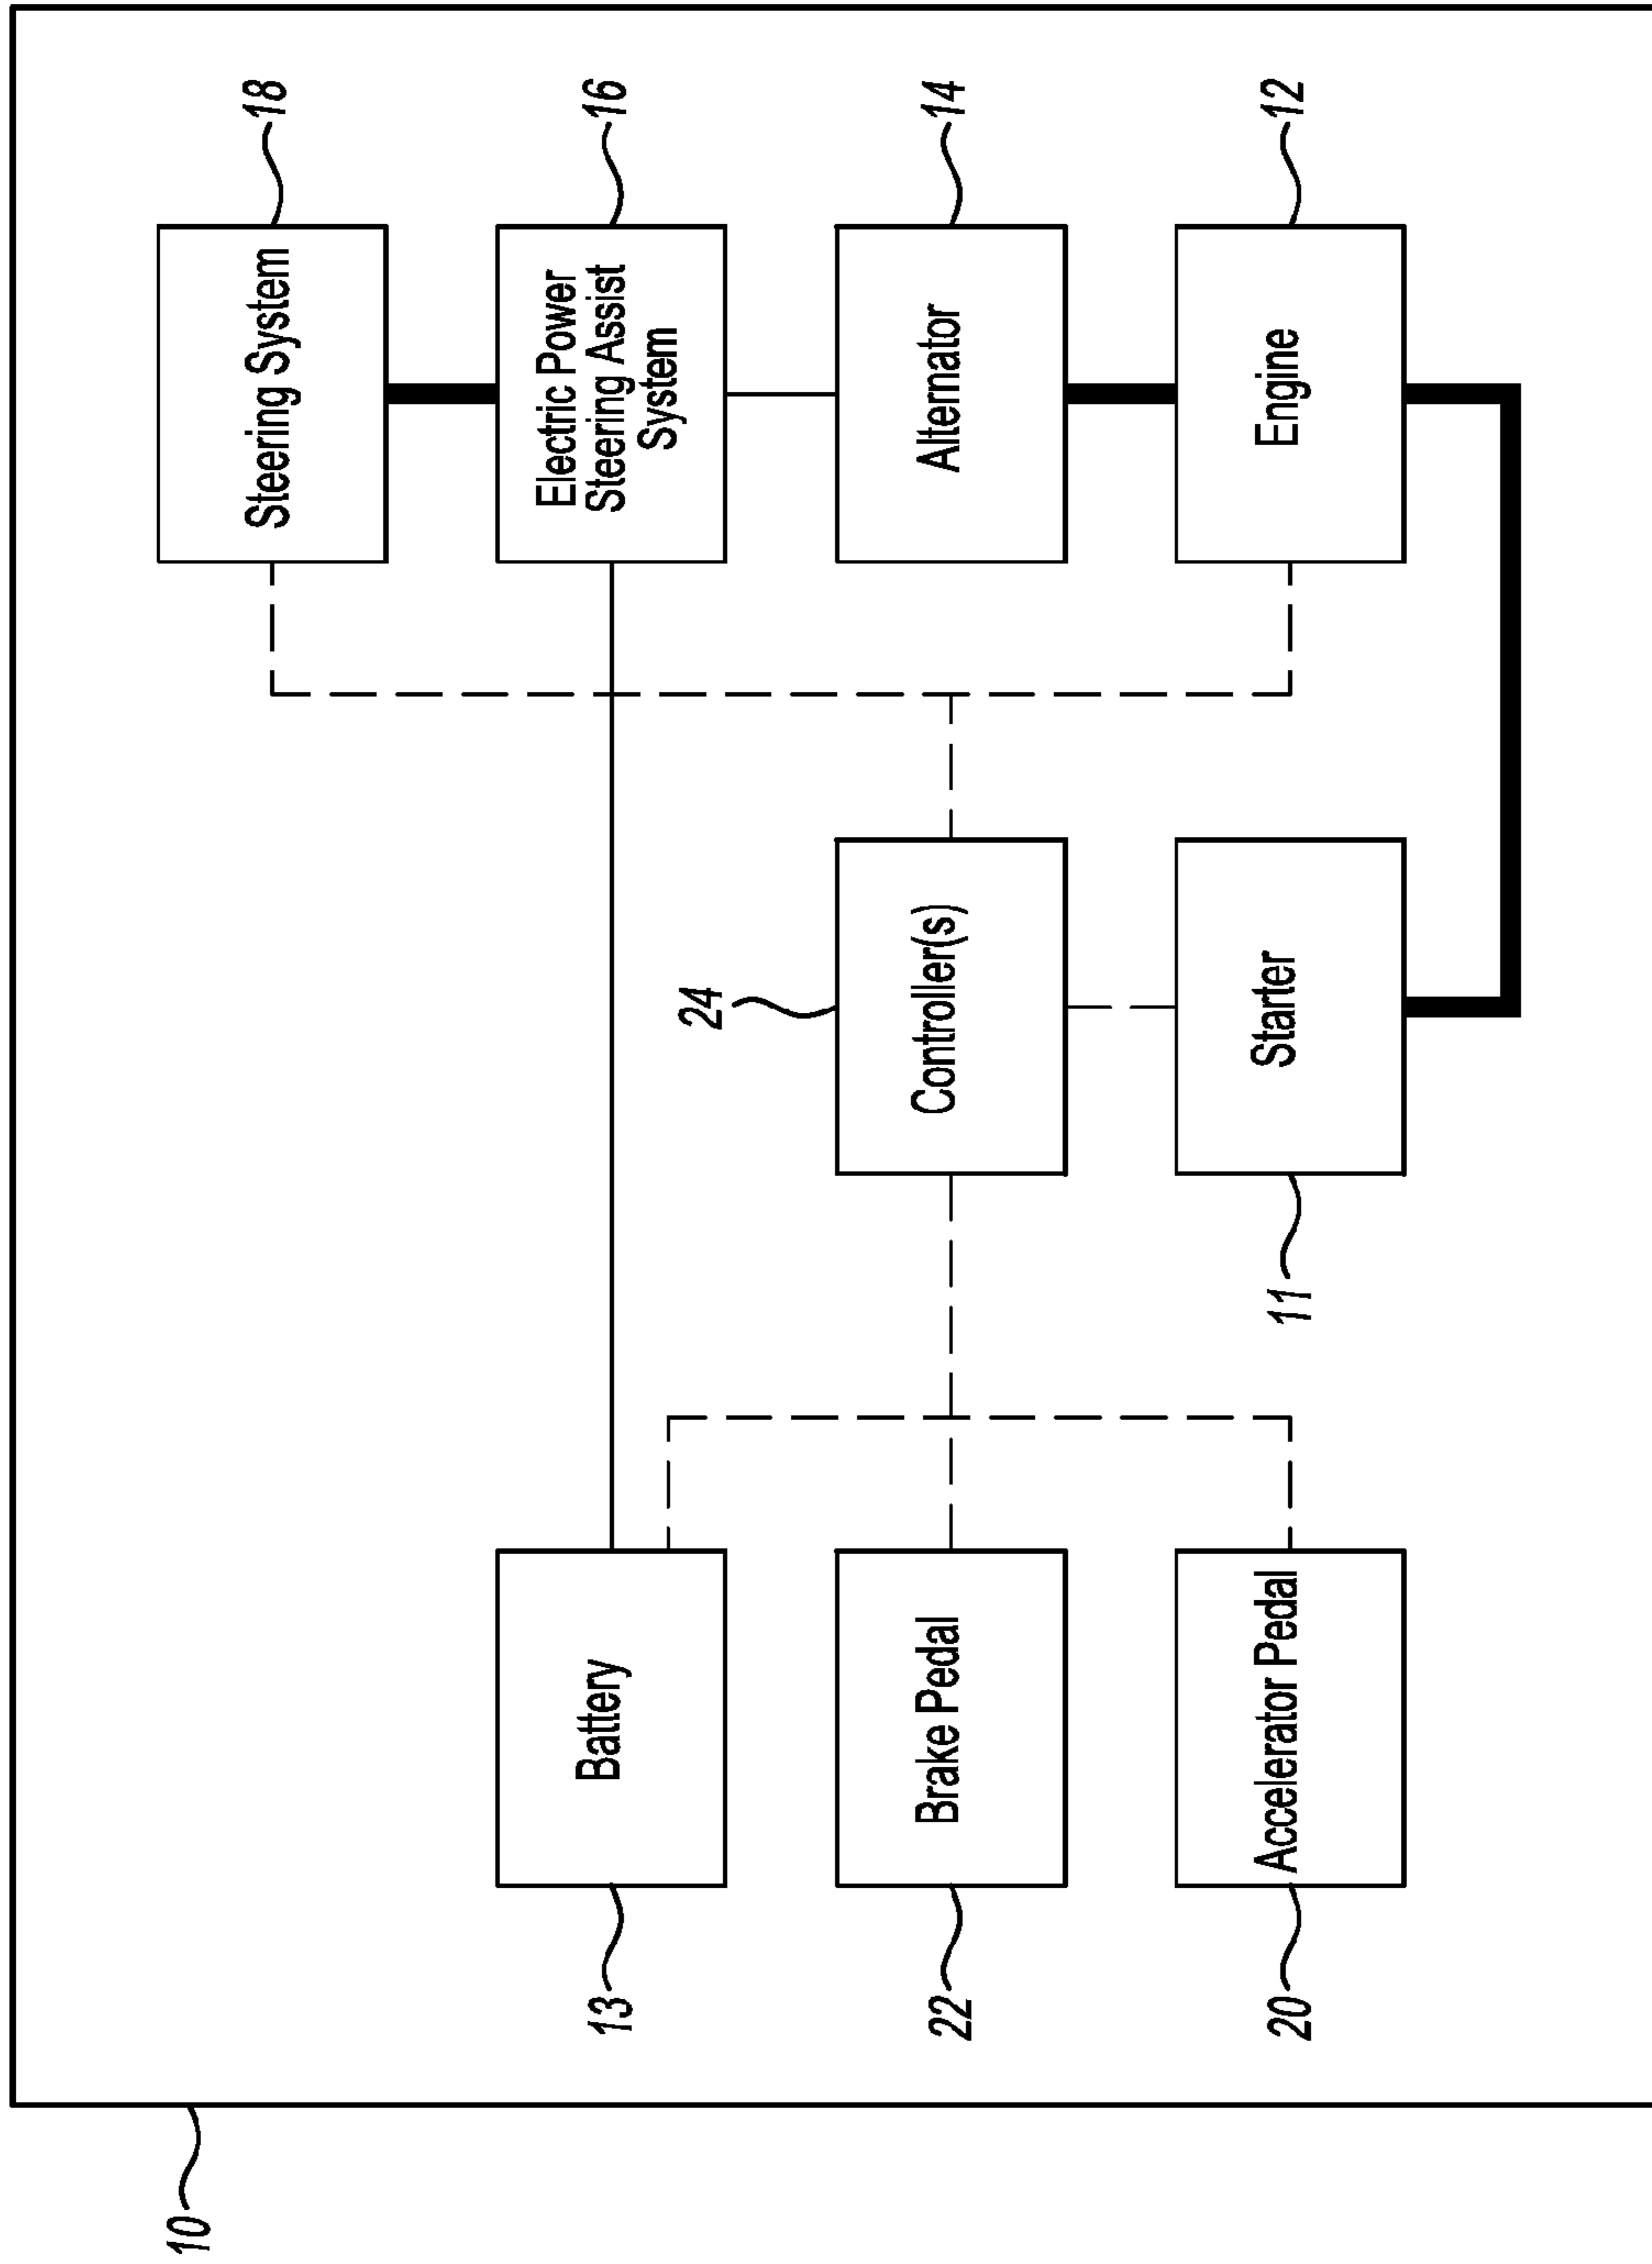 10
Steering System
18
13
Battery
Electric Power
Steering Assist
System
16
24
22
Brake Pedal
Controller(s)
Alternator
14
20
Accelerator Pedal
11
Starter
Engine
12